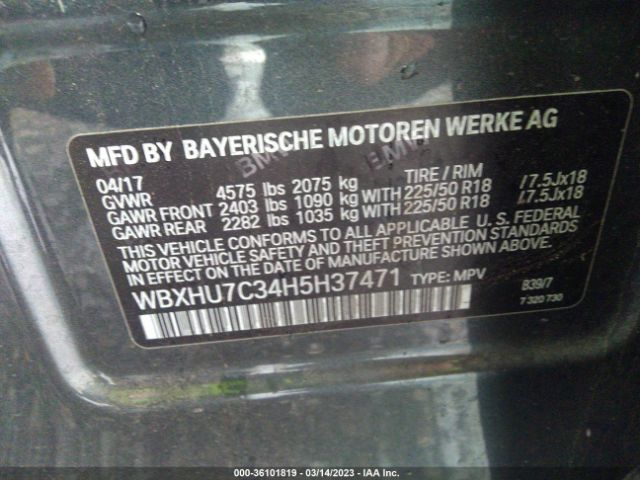 MFD BY BAYERISCHE MOTOREN WERKE AG
BMW BMW
04/17 TIRE / RIM
GVWR 4575 lbs 2075 kg
GAWR FRONT 2403 lbs 1090 kg WITH 225/50 R18 /7.5Jx18
GAWR REAR 2282 lbs 1035 kg WITH 225/50 R18 /7.5Jx18
THIS VEHICLE CONFORMS TO ALL APPLICABLE U. S. FEDERAL
MOTOR VEHICLE SAFETY AND THEFT PREVENTION STANDARDS
IN EFFECT ON THE DATE OF MANUFACTURE SHOWN ABOVE.
WBXHU7C34H5H37471 TYPE: MPV
B39/7
7 320 730
000-36101819 — 03/14/2023 — IAA Inc.